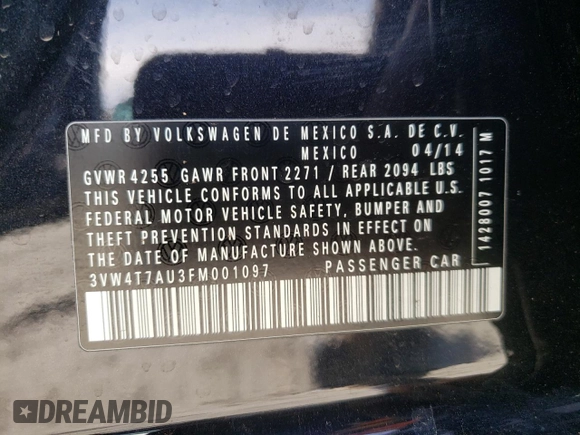 MFD BY VOLKSWAGEN DE MEXICO S.A. DE C.V.
MEXICO 04/14
GVWR 4255 GAWR FRONT 2271 / REAR 2094 LBS
THIS VEHICLE CONFORMS TO ALL APPLICABLE U.S.
FEDERAL MOTOR VEHICLE SAFETY, BUMPER AND
THEFT PREVENTION STANDARDS IN EFFECT ON
THE DATE OF MANUFACTURE SHOWN ABOVE.
3VW4T7AU3FM001097 PASSENGER CAR
1428007 1017 M
DREAMBID